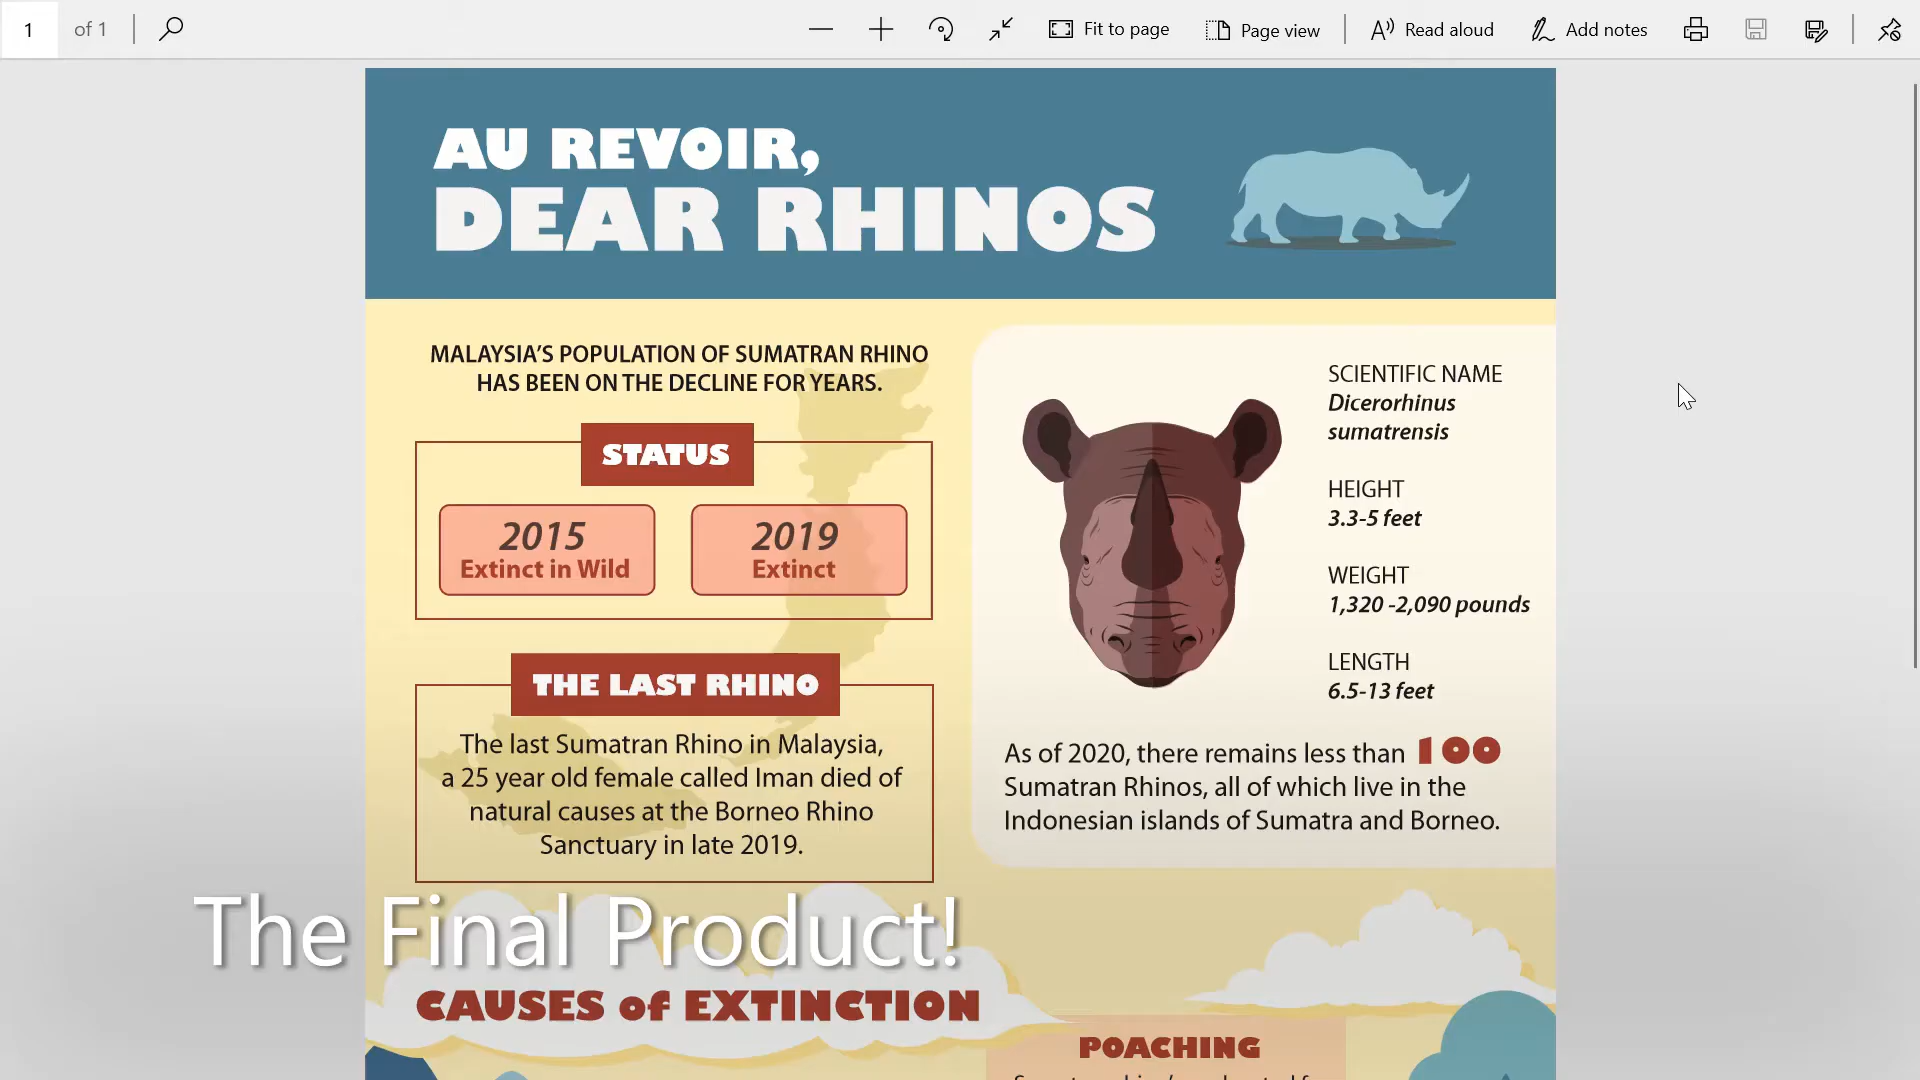 1 of 1
Fit to page
Page view
Read aloud
Add notes
AU REVOIR,
DEAR RHINOS
MALAYSIA'S POPULATION OF SUMATRAN RHINO
HAS BEEN ON THE DECLINE FOR YEARS.
STATUS
2015
Extinct in Wild
2019
Extinct
THE LAST RHINO
The last Sumatran Rhino in Malaysia,
a 25 year old female called Iman died of
natural causes at the Borneo Rhino
Sanctuary in late 2019.
SCIENTIFIC NAME
Dicerorhinus
sumatrensis
HEIGHT
3.3-5 feet
WEIGHT
1,320 -2,090 pounds
LENGTH
6.5-13 feet
As of 2020, there remains less than 100
Sumatran Rhinos, all of which live in the
Indonesian islands of Sumatra and Borneo.
The Final Product!
CAUSES of EXTINCTION
POACHING